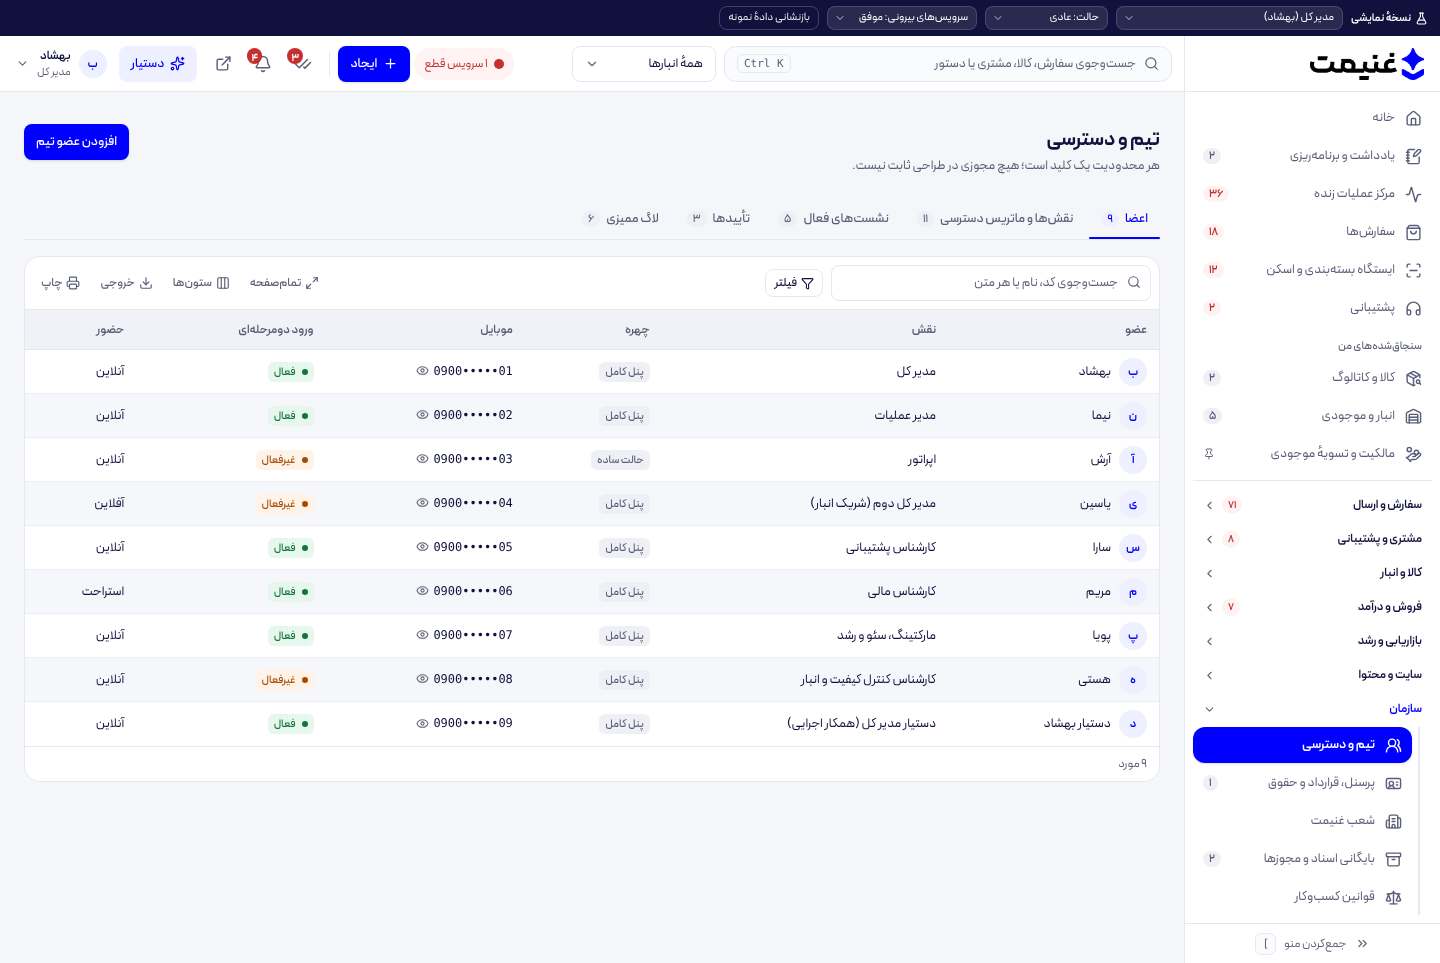 نسخهٔ نمایشی
مدیر کل (بهشاد)
حالت: عادی
سرویس‌های بیرونی: موفق
بازنشانی دادهٔ نمونه
غنیمت
جست‌وجوی سفارش، کالا، مشتری یا دستور
Ctrl K
همهٔ انبارها
۱ سرویس قطع
ایجاد
۳
۴
دستیار
ب
بهشاد
مدیر کل
خانه
یادداشت و برنامه‌ریزی ۲
مرکز عملیات زنده ۳۶
سفارش‌ها ۱۸
ایستگاه بسته‌بندی و اسکن ۱۲
پشتیبانی ۲
سنجاق‌شده‌های من
کالا و کاتالوگ ۲
انبار و موجودی ۵
مالکیت و تسویهٔ موجودی
سفارش و ارسال ۷۱
مشتری و پشتیبانی ۸
کالا و انبار
فروش و درآمد ۷
بازاریابی و رشد
سایت و محتوا
سازمان
تیم و دسترسی
پرسنل، قرارداد و حقوق ۱
شعب غنیمت
بایگانی اسناد و مجوزها ۲
قوانین کسب‌وکار
جمع‌کردن منو [
تیم و دسترسی
هر محدودیت یک کلید است؛ هیچ مجوزی در طراحی ثابت نیست.
افزودن عضو تیم
اعضا ۹
نقش‌ها و ماتریس دسترسی ۱۱
نشست‌های فعال ۵
تأییدها ۳
لاگ ممیزی ۶
جست‌وجوی کد، نام یا هر متن
فیلتر
تمام‌صفحه
ستون‌ها
خروجی
چاپ
عضو نقش چهره موبایل ورود دومرحله‌ای حضور
ب بهشاد مدیر کل پنل کامل 0900•••••01 فعال آنلاین
ن نیما مدیر عملیات پنل کامل 0900•••••02 فعال آنلاین
آ آرش اپراتور حالت ساده 0900•••••03 غیرفعال آنلاین
ی یاسین مدیر کل دوم (شریک انبار) پنل کامل 0900•••••04 غیرفعال آفلاین
س سارا کارشناس پشتیبانی پنل کامل 0900•••••05 فعال آنلاین
م مریم کارشناس مالی پنل کامل 0900•••••06 فعال استراحت
پ پویا مارکتینگ، سئو و رشد پنل کامل 0900•••••07 فعال آنلاین
ه هستی کارشناس کنترل کیفیت و انبار پنل کامل 0900•••••08 غیرفعال آنلاین
د دستیار بهشاد دستیار مدیر کل (همکار اجرایی) پنل کامل 0900•••••09 فعال آنلاین
۹ مورد